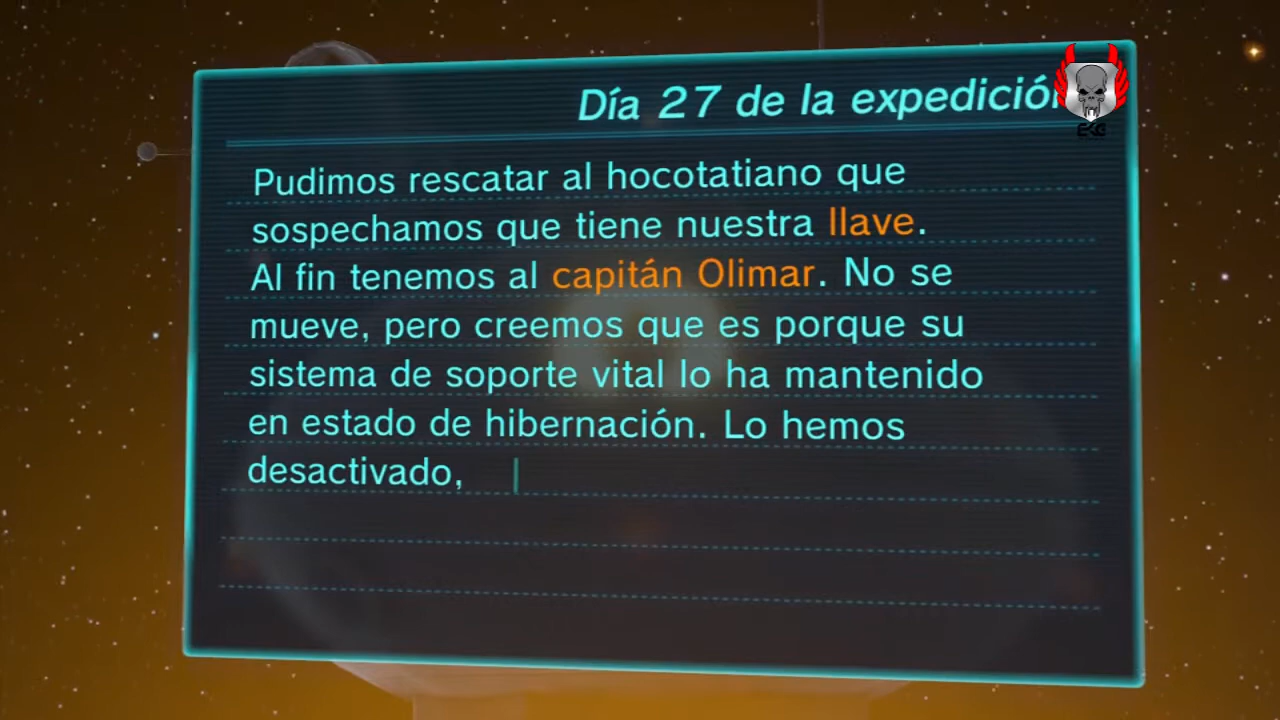 Día 27 de la expedición
EKG
Pudimos rescatar al hocotatiano que
sospechamos que tiene nuestra llave.
Al fin tenemos al capitán Olimar. No se
mueve, pero creemos que es porque su
sistema de soporte vital lo ha mantenido
en estado de hibernación. Lo hemos
desactivado,